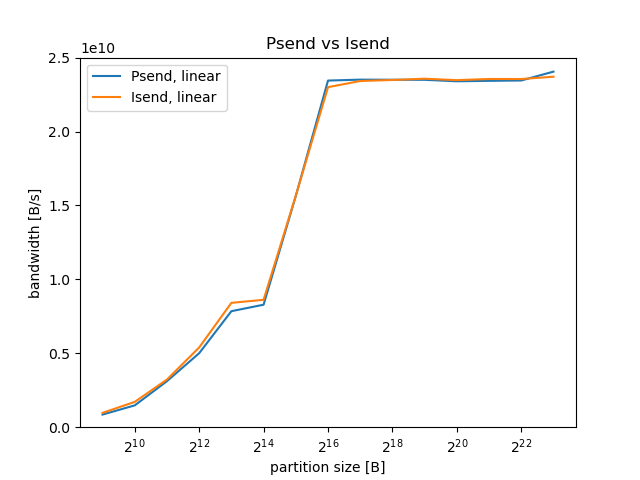 Psend vs Isend
1e10
Psend, linear
Isend, linear
2.5
2.0
1.5
1.0
0.5
0.0
bandwidth [B/s]
2^10 2^12 2^14 2^16 2^18 2^20 2^22
partition size [B]